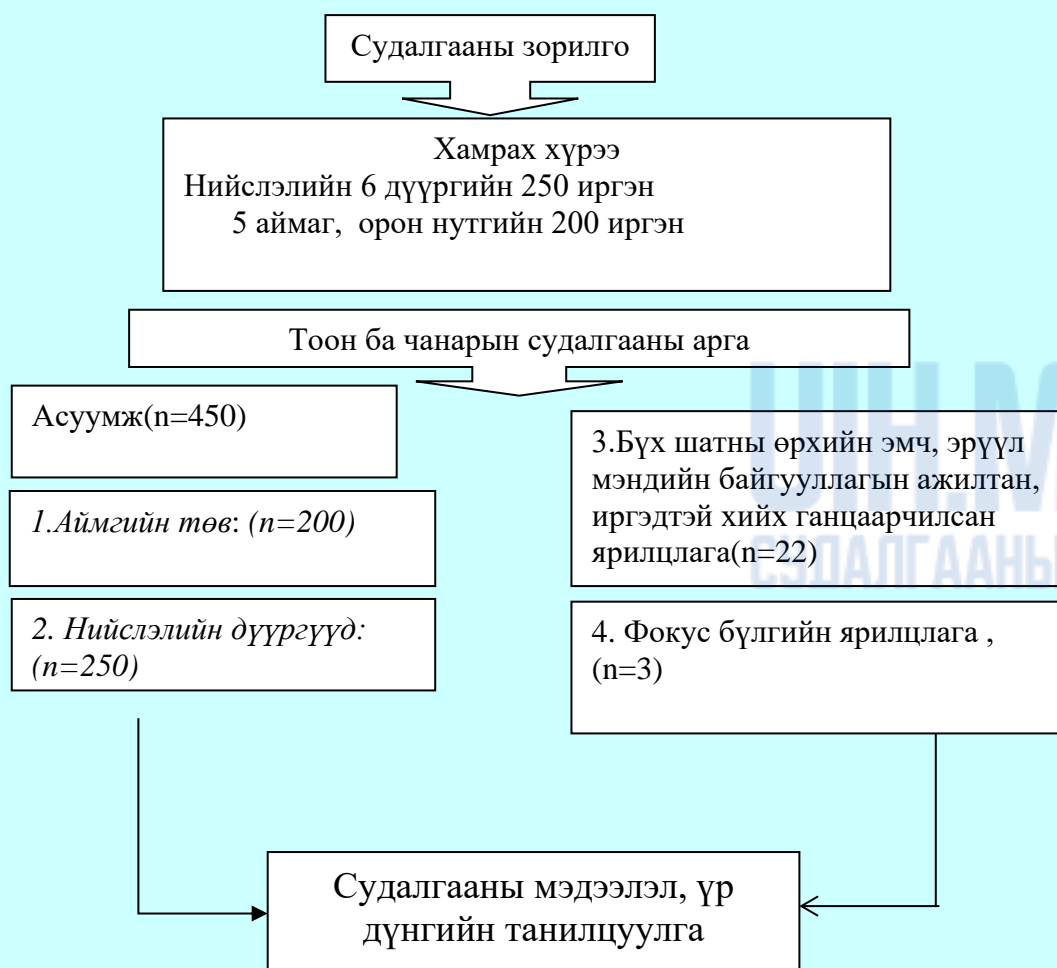 Судалгааны зорилго
Хамрах хүрээ
Нийслэлийн 6 дүүргийн 250 иргэн
5 аймаг, орон нутгийн 200 иргэн
Тоон ба чанарын судалгааны арга
Асуумж(n=450)
1.Аймгийн төв: (n=200)
2. Нийслэлийн дүүргүүд:
(n=250)
3.Бүх шатны өрхийн эмч, эрүүл
мэндийн байгууллагын ажилтан,
иргэдтэй хийх ганцаарчилсан
ярилцлага(n=22)
4. Фокус бүлгийн ярилцлага ,
(n=3)
UIH.M
СУДАЛГААНЫ
Судалгааны мэдээлэл, үр
дүнгийн танилцуулга